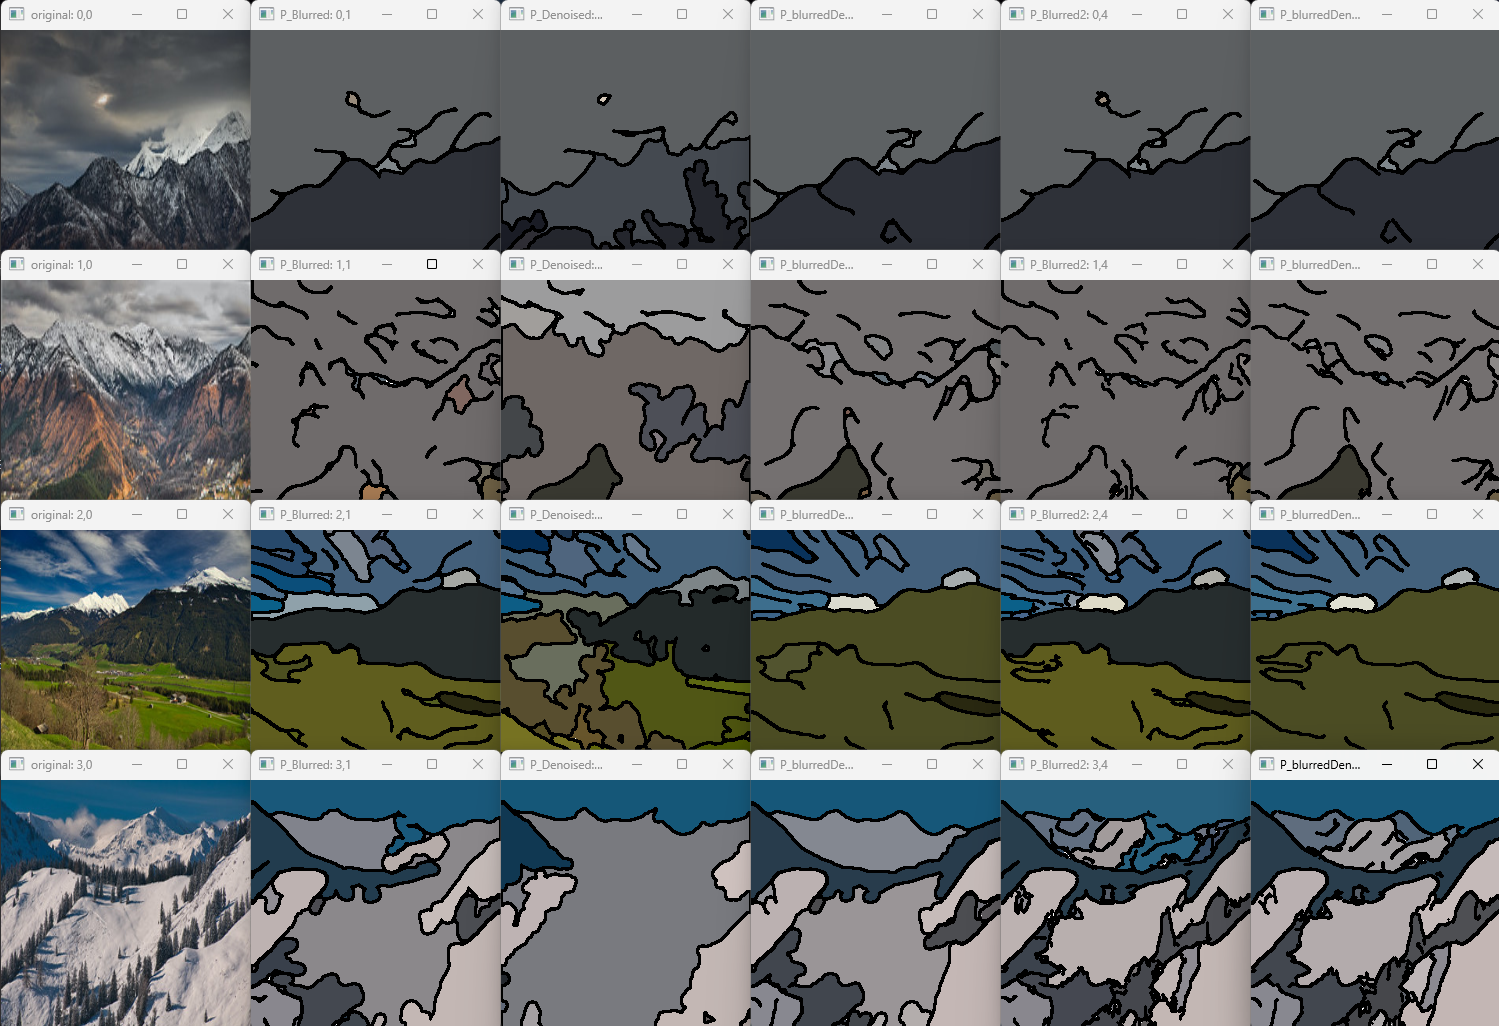 original: 0,0 P_Blurred: 0,1 P_Denoised:... P_blurredDe... P_Blurred2: 0,4 P_blurredDen...
original: 1,0 P_Blurred: 1,1 P_Denoised:... P_blurredDe... P_Blurred2: 1,4 P_blurredDen...
original: 2,0 P_Blurred: 2,1 P_Denoised:... P_blurredDe... P_Blurred2: 2,4 P_blurredDen...
original: 3,0 P_Blurred: 3,1 P_Denoised:... P_blurredDe... P_Blurred2: 3,4 P_blurredDen...